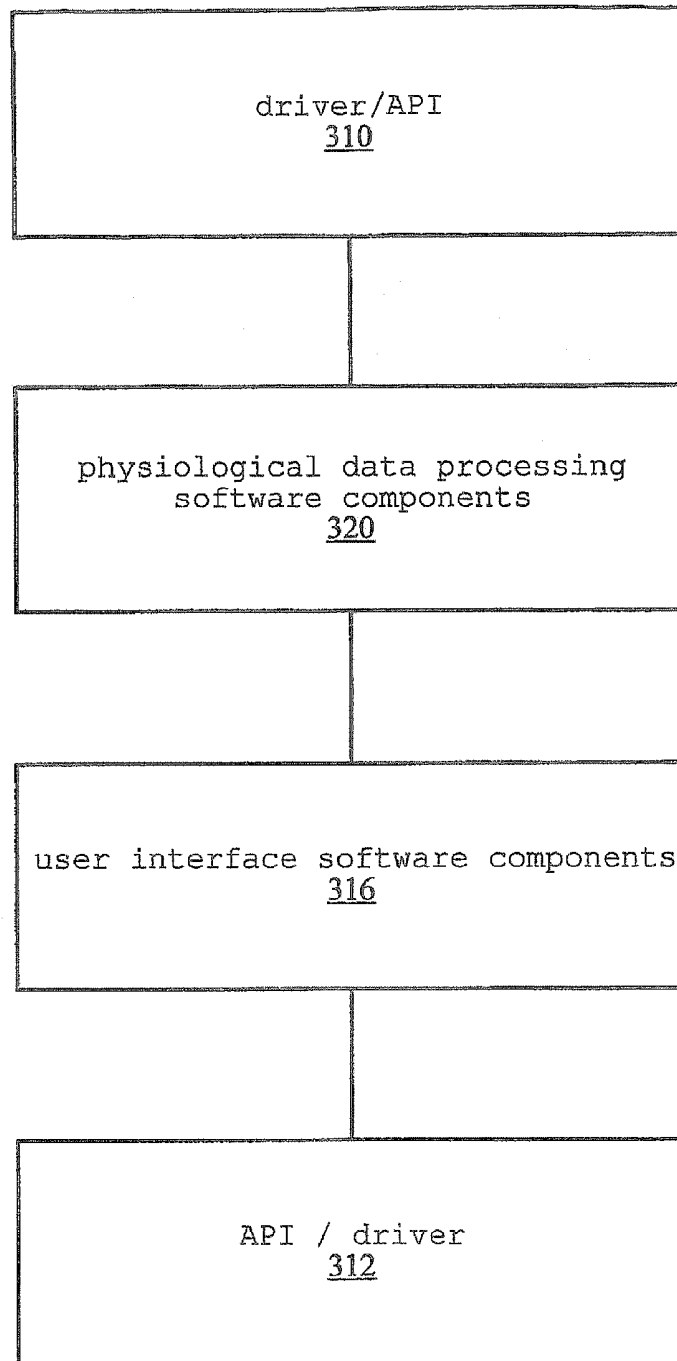 driver/API
310
physiological data processing
software components
320
user interface software components
316
API / driver
312